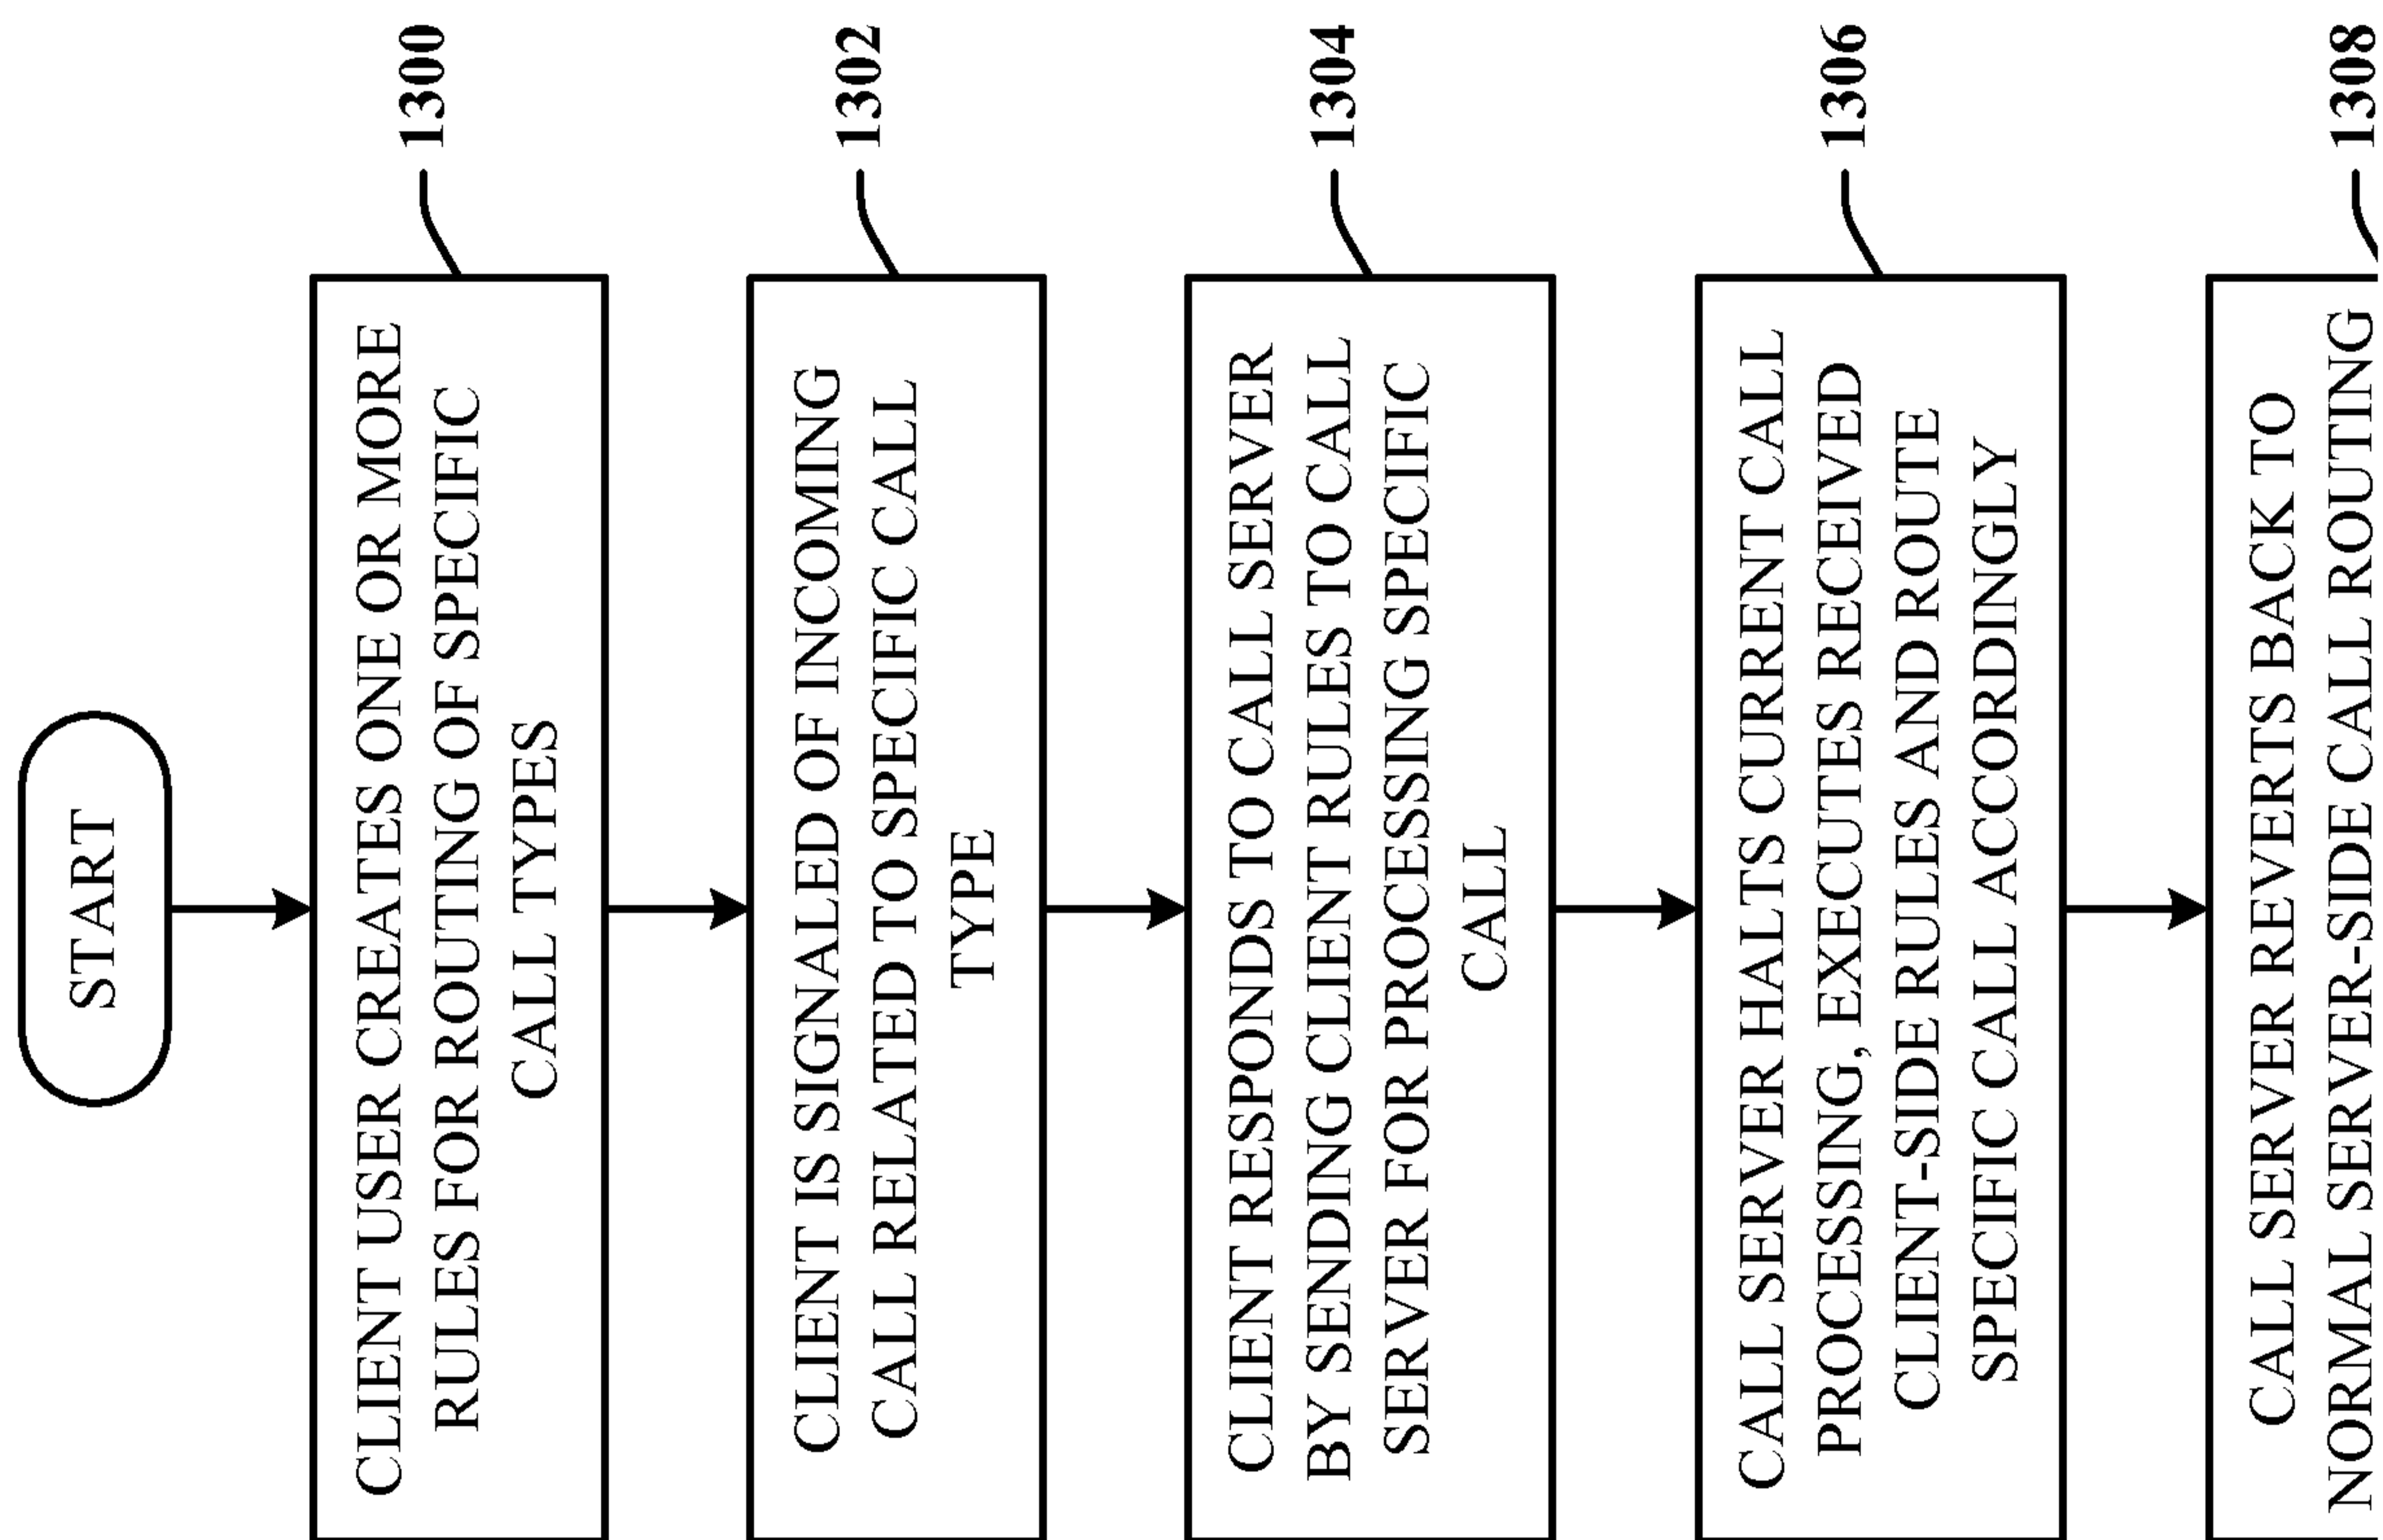 START
CLIENT USER CREATES ONE OR MORE
RULES FOR ROUTING OF SPECIFIC
CALL TYPES
1300
CLIENT IS SIGNALED OF INCOMING
CALL RELATED TO SPECIFIC CALL
TYPE
1302
CLIENT RESPONDS TO CALL SERVER
BY SENDING CLIENT RULES TO CALL
SERVER FOR PROCESSING SPECIFIC
CALL
1304
CALL SERVER HALTS CURRENT CALL
PROCESSING, EXECUTES RECEIVED
CLIENT-SIDE RULES AND ROUTE
SPECIFIC CALL ACCORDINGLY
1306
CALL SERVER REVERTS BACK TO
NORMAL SERVER-SIDE CALL ROUTING
1308